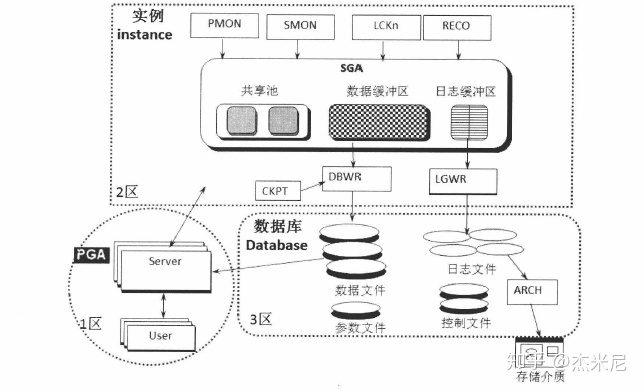 实例
instance
PMON
SMON
LCKn
RECO
SGA
共享池
数据缓冲区
日志缓冲区
CKPT
DBWR
LGWR
2区
数据库
Database
PGA
Server
User
1区
数据文件
日志文件
ARCH
参数文件
控制文件
3区
存储介质
知乎 @杰米尼